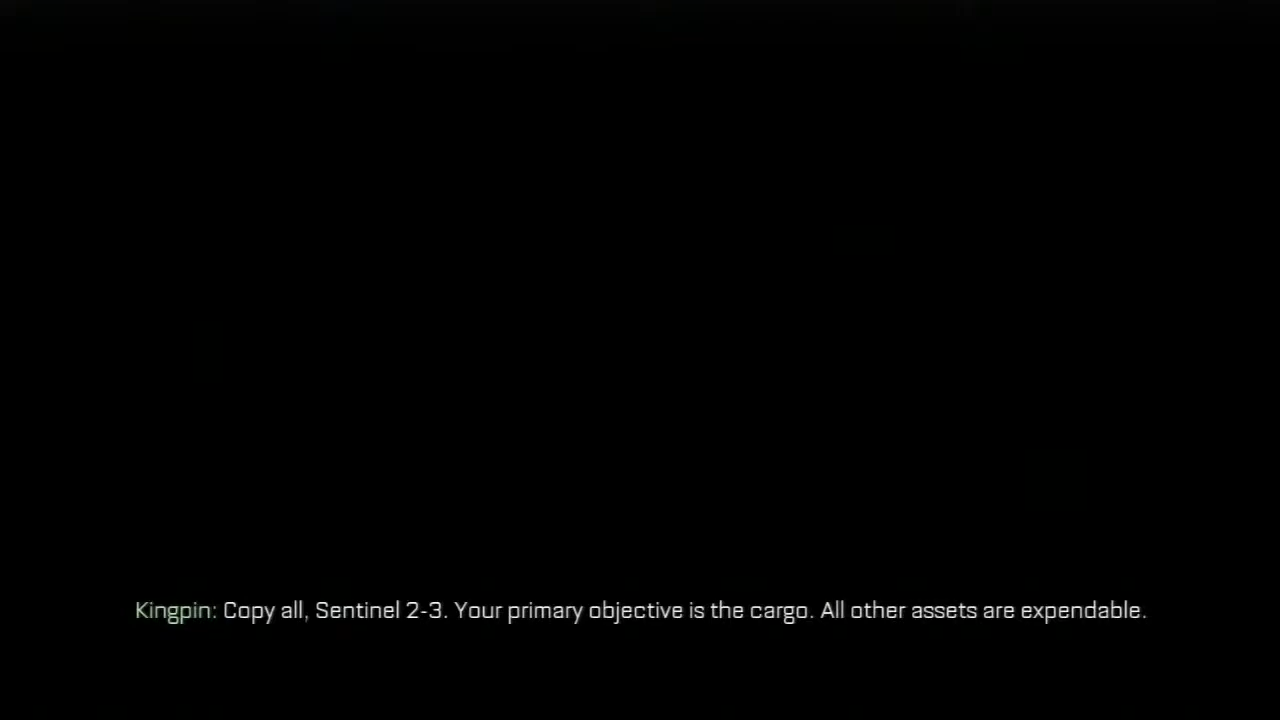 Kingpin: Copy all, Sentinel 2-3. Your primary objective is the cargo. All other assets are expendable.